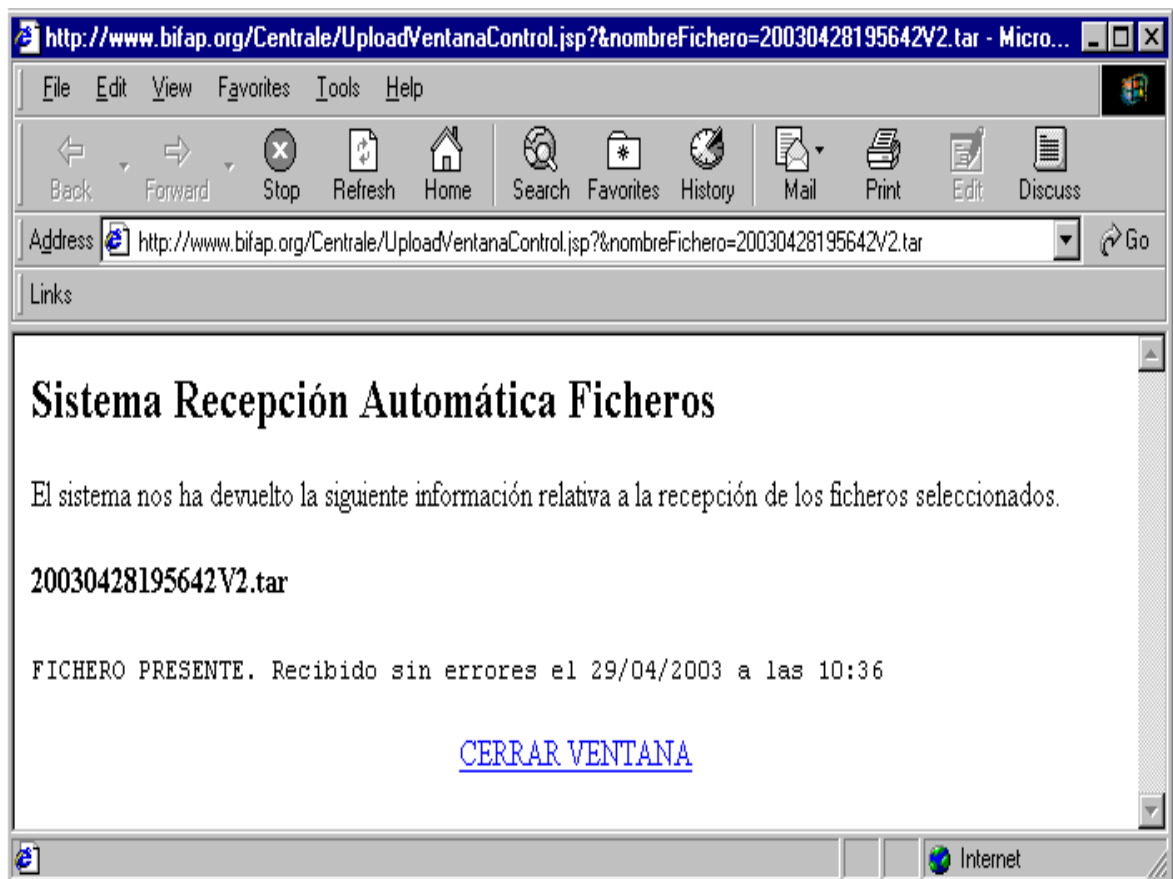 http://www.bifap.org/Centrale/UploadVentanaControl.jsp?&nombreFichero=20030428195642V2.tar - Micro...
File Edit View Favorites Tools Help
Back Forward Stop Refresh Home Search Favorites History Mail Print Edit Discuss
Address http://www.bifap.org/Centrale/UploadVentanaControl.jsp?&nombreFichero=20030428195642V2.tar Go
Links
Sistema Recepción Automática Ficheros
El sistema nos ha devuelto la siguiente información relativa a la recepción de los ficheros seleccionados.
20030428195642V2.tar
FICHERO PRESENTE. Recibido sin errores el 29/04/2003 a las 10:36
CERRAR VENTANA
Internet